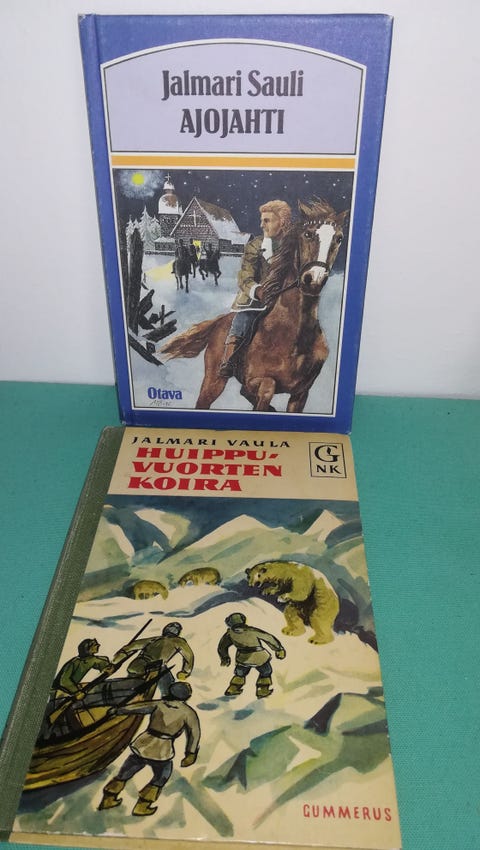 Jalmari Sauli
AJOJAHTI
Otava
JALMARI VAULA
HUIPPU-
VUORTEN
KOIRA
G
NK
GUMMERUS